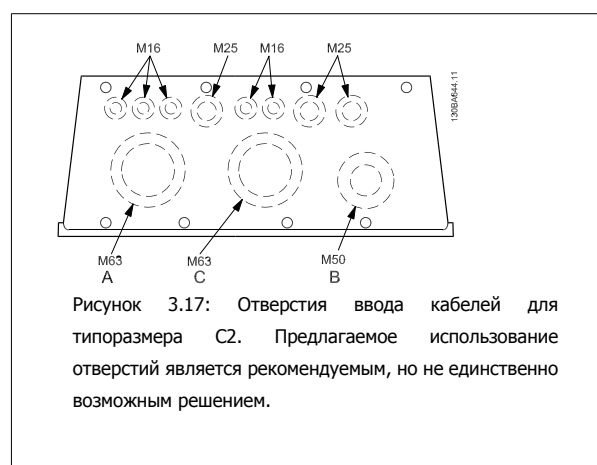 M16 M25 M16 M25
130BA644.11
M63 M63 M50
A C B
Рисунок 3.17: Отверстия ввода кабелей для
типоразмера C2. Предлагаемое использование
отверстий является рекомендуемым, но не единственно
возможным решением.